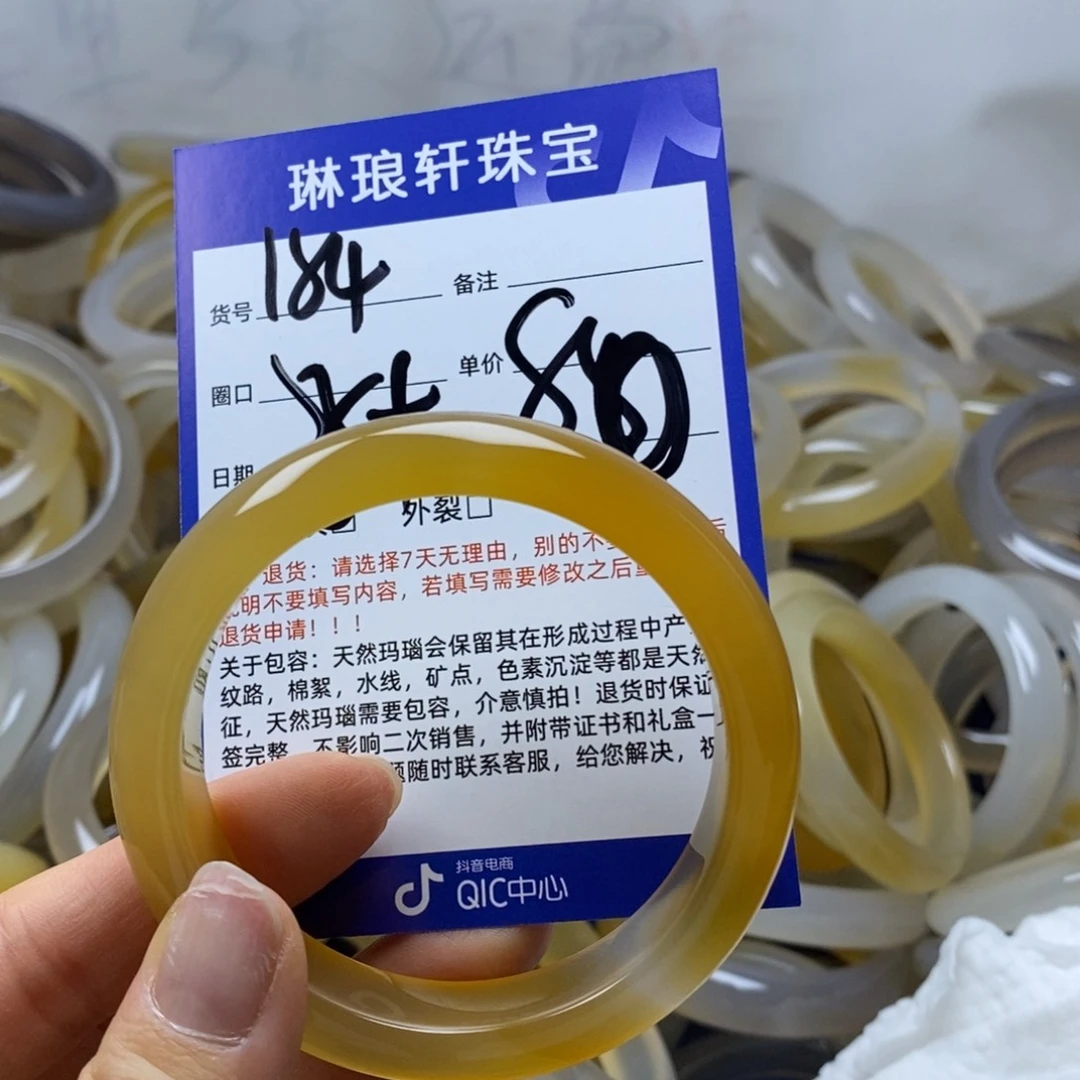 琳琅轩珠宝
货号 184 备注
圈口 单价
日期
外裂□
退货：请选择7天无理由，别的不
明不要填写内容，若填写需要修改之后
退货申请！！！
关于包容：天然玛瑙会保留其在形成过程中产
纹路，棉絮，水线，矿点，色素沉淀等都是天然
征，天然玛瑙需要包容，介意慎拍！退货时保证
签完整，不影响二次销售，并附带证书和礼盒一
题随时联系客服，给您解决，祝
抖音电商
QIC中心